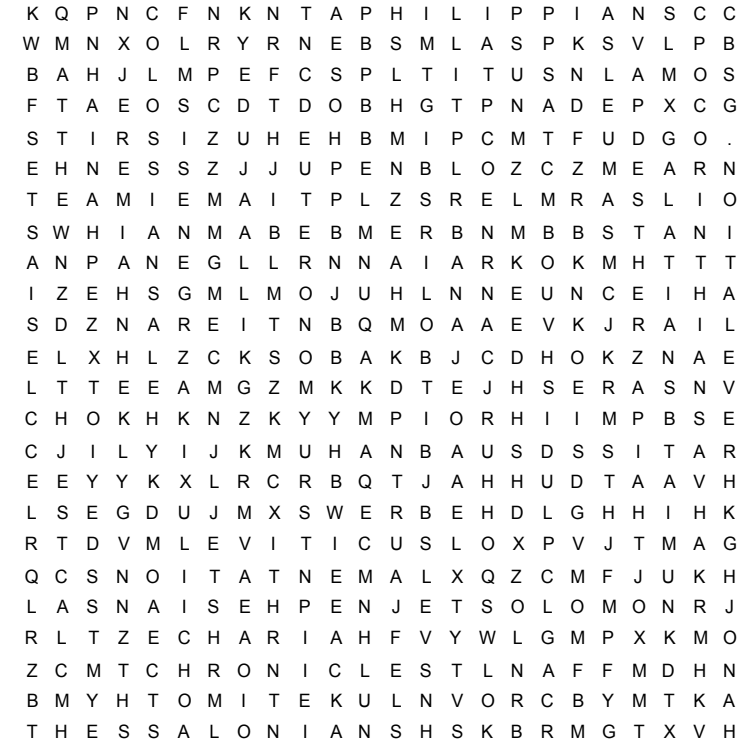 K Q P N C F N K N T A P H I L I P P I A N S C C
W M N X O L R Y R N E B S M L A S P K S V L P B
B A H J L M P E F C S P L T I T U S N L A M O S
F T A E O S C D T D O B H G T P N A D E P X C G
S T I R S I Z U H E H B M I P C M T F U D G O .
E H N E S S Z J J U P E N B L O Z C Z M E A R N
T E A M I E M A I T P L Z S R E L M R A S L I O
S W H I A N M A B E B M E R B N M B B S T A N I
A N P A N E G L L R N N A I A R K O K M H T T T
I Z E H S G M L M O J U H L N N E U N C E I H A
S D Z N A R E I T N B Q M O A A E V K J R A I L
E L X H L Z C K S O B A K B J C D H O K Z N A E
L T T E E A M G Z M K K D T E J H S E R A S N V
C H O K H K N Z K Y Y M P I O R H I I M P B S E
C J I L Y I J K M U H A N B A U S D S S I T A R
E E Y Y K X L R C R B Q T J A H H U D T A A V H
L S E G D U J M X S W E R B E H D L G H H I H K
R T D V M L E V I T I C U S L O X P V J T M A G
Q C S N O I T A T N E M A L X Q Z C M F J U K H
L A S N A I S E H P E N J E T S O L O M O N R J
R L T Z E C H A R I A H F V Y W L G M P X K M O
Z C M T C H R O N I C L E S T L N A F F M D H N
B M Y H T O M I T E K U L N V O R C B Y M T K A
T H E S S A L O N I A N S H S K B R M G T X V H